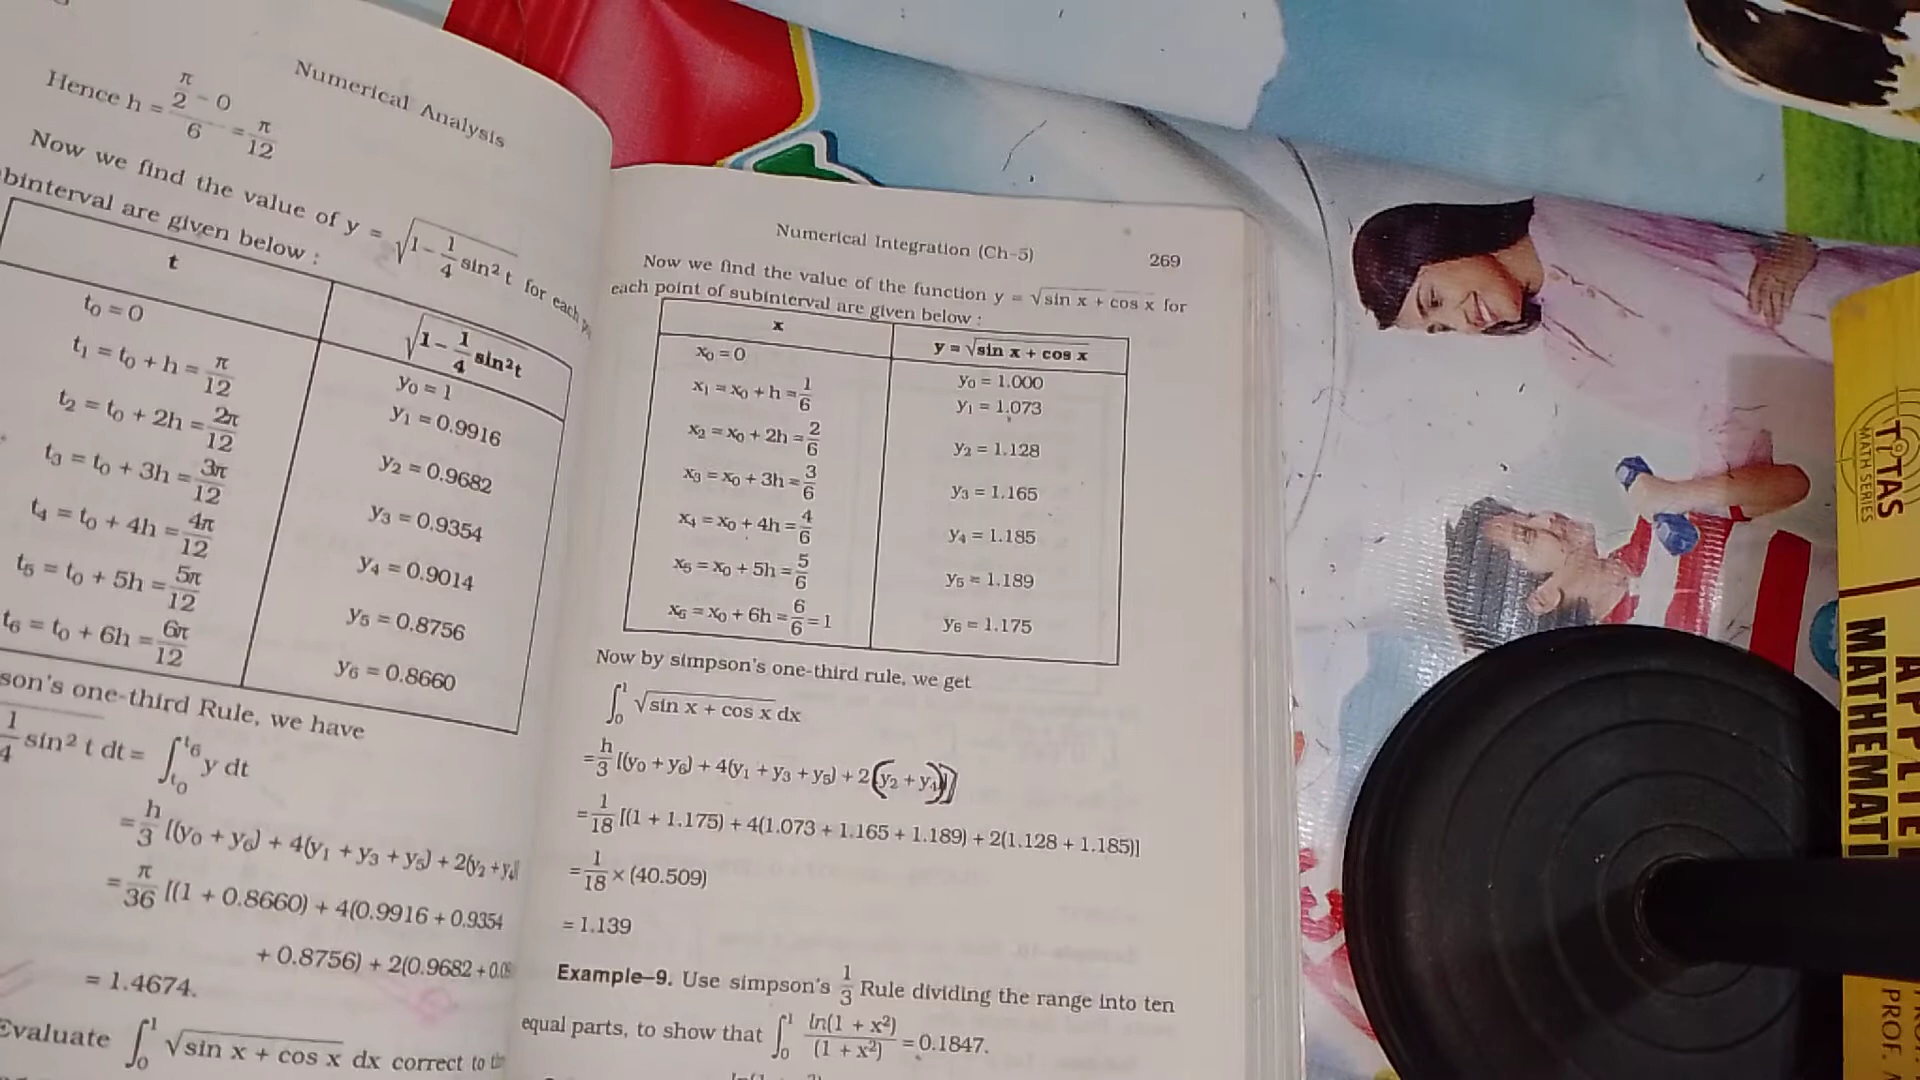 Numerical Analysis
Hence h = (π/2 − 0)/6 = π/12
Now we find the value of y = √(1 − 1/4 sin² t) for each
binterval are given below :
t √(1 − 1/4 sin² t)
t₀ = 0 y₀ = 1
t₁ = t₀ + h = π/12 y₁ = 0.9916
t₂ = t₀ + 2h = 2π/12 y₂ = 0.9682
t₃ = t₀ + 3h = 3π/12 y₃ = 0.9354
t₄ = t₀ + 4h = 4π/12 y₄ = 0.9014
t₅ = t₀ + 5h = 5π/12 y₅ = 0.8756
t₆ = t₀ + 6h = 6π/12 y₆ = 0.8660
son's one-third Rule, we have
1/4 sin² t dt = ∫_{t₀}^{t₆} y dt
= h/3 [(y₀ + y₆) + 4(y₁ + y₃ + y₅) + 2(y₂ + y₄)
= π/36 [(1 + 0.8660) + 4(0.9916 + 0.9354
+ 0.8756) + 2(0.9682 +
= 1.4674.
Evaluate ∫₀¹ √(sin x + cos x) dx correct to
Numerical Integration (Ch-5) 269
Now we find the value of the function y = √(sin x + cos x) for
each point of subinterval are given below :
x y = √(sin x + cos x)
x₀ = 0 y₀ = 1.000
x₁ = x₀ + h = 1/6 y₁ = 1.073
x₂ = x₀ + 2h = 2/6 y₂ = 1.128
x₃ = x₀ + 3h = 3/6 y₃ = 1.165
x₄ = x₀ + 4h = 4/6 y₄ = 1.185
x₅ = x₀ + 5h = 5/6 y₅ = 1.189
x₆ = x₀ + 6h = 6/6 = 1 y₆ = 1.175
Now by simpson's one-third rule, we get
∫₀¹ √(sin x + cos x) dx
= h/3 [(y₀ + y₆) + 4(y₁ + y₃ + y₅) + 2(y₂ + y₄)]
= 1/18 [(1 + 1.175) + 4(1.073 + 1.165 + 1.189) + 2(1.128 + 1.185)]
= 1/18 × (40.509)
= 1.139
Example–9. Use simpson's 1/3 Rule dividing the range into ten
equal parts, to show that ∫₀¹ ln(1 + x²)/(1 + x²) = 0.1847.
TITAS
MATH SERIES
MATHEMATI
PROF.